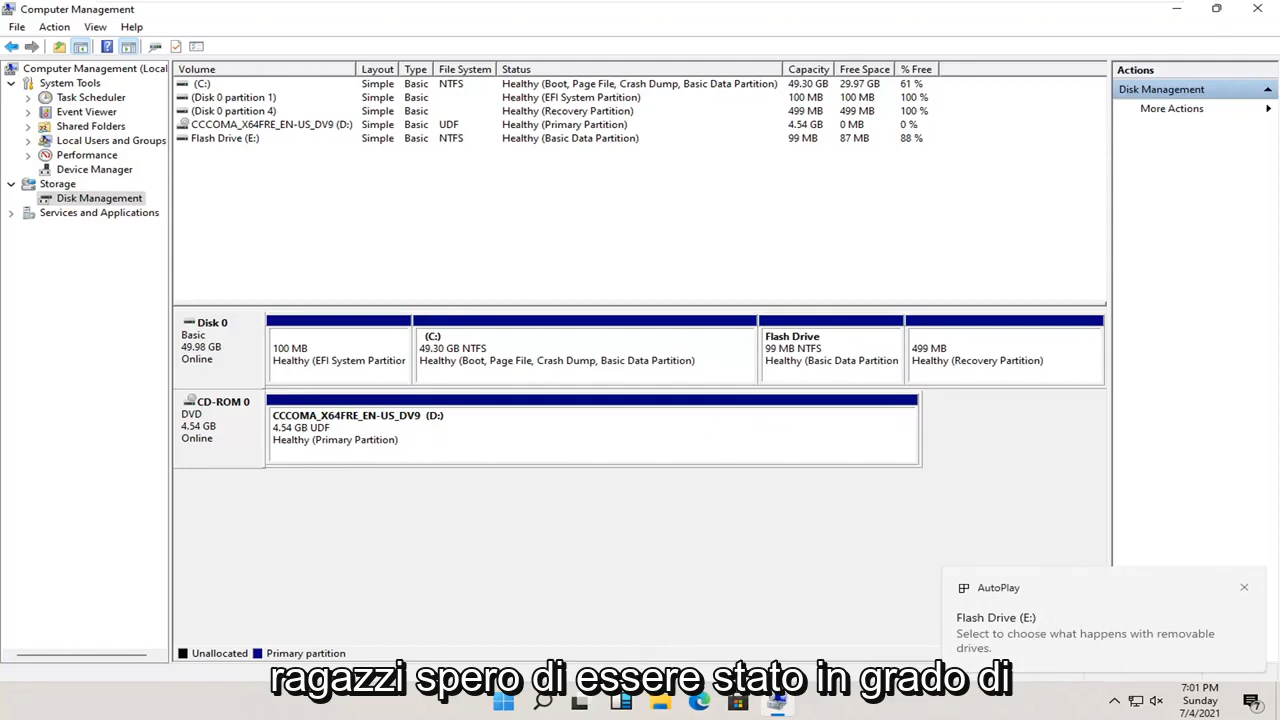 Computer Management
File Action View Help
Computer Management (Local
System Tools
Task Scheduler
Event Viewer
Shared Folders
Local Users and Groups
Performance
Device Manager
Storage
Disk Management
Services and Applications
Volume Layout Type File System Status Capacity Free Space % Free
(C:) Simple Basic NTFS Healthy (Boot, Page File, Crash Dump, Basic Data Partition) 49.30 GB 29.97 GB 61 %
(Disk 0 partition 1) Simple Basic Healthy (EFI System Partition) 100 MB 100 MB 100 %
(Disk 0 partition 4) Simple Basic Healthy (Recovery Partition) 499 MB 499 MB 100 %
CCCOMA_X64FRE_EN-US_DV9 (D:) Simple Basic UDF Healthy (Primary Partition) 4.54 GB 0 MB 0 %
Flash Drive (E:) Simple Basic NTFS Healthy (Basic Data Partition) 99 MB 87 MB 88 %
Disk 0
Basic
49.98 GB
Online
100 MB
Healthy (EFI System Partitior
(C:)
49.30 GB NTFS
Healthy (Boot, Page File, Crash Dump, Basic Data Partition)
Flash Drive
99 MB NTFS
Healthy (Basic Data Partition
499 MB
Healthy (Recovery Partition)
CD-ROM 0
DVD
4.54 GB
Online
CCCOMA_X64FRE_EN-US_DV9 (D:)
4.54 GB UDF
Healthy (Primary Partition)
Unallocated Primary partition
Actions
Disk Management
More Actions
AutoPlay
Flash Drive (E:)
Select to choose what happens with removable
drives.
ragazzi spero di essere stato in grado di
7:01 PM
Sunday
7/4/2021
7